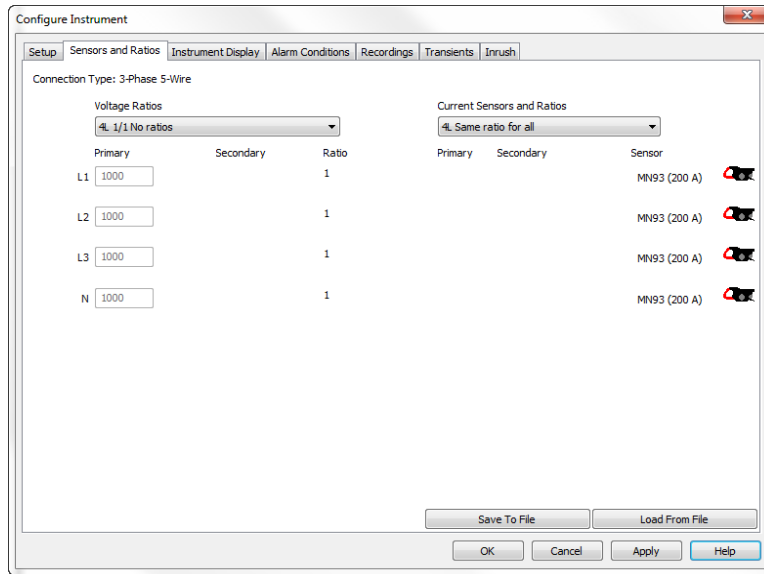 Configure Instrument
Setup Sensors and Ratios Instrument Display Alarm Conditions Recordings Transients Inrush
Connection Type: 3-Phase 5-Wire
Voltage Ratios Current Sensors and Ratios
4L 1/1 No ratios 4L Same ratio for all
Primary Secondary Ratio Primary Secondary Sensor
L1 1000 1 MN93 (200 A)
L2 1000 1 MN93 (200 A)
L3 1000 1 MN93 (200 A)
N 1000 1 MN93 (200 A)
Save To File Load From File
OK Cancel Apply Help